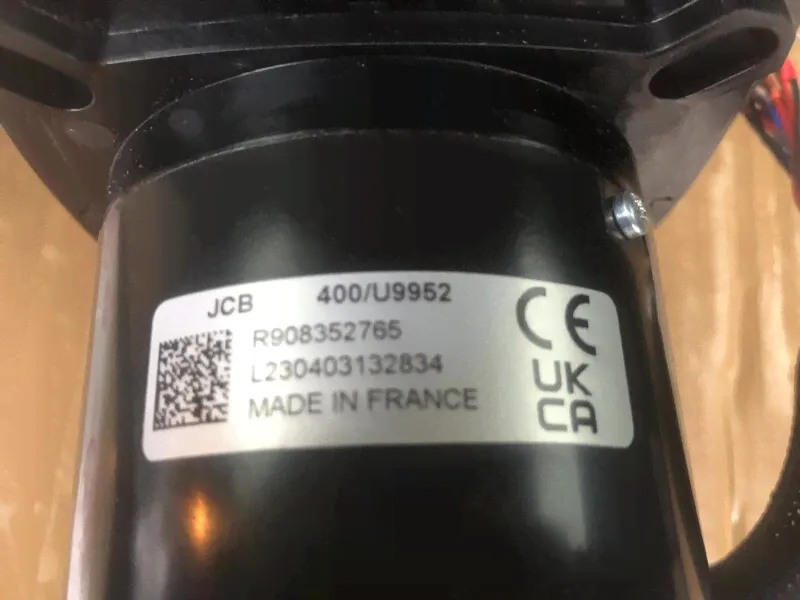 JCB 400/U9952
R908352765
L230403132834
MADE IN FRANCE
CE
UK
CA